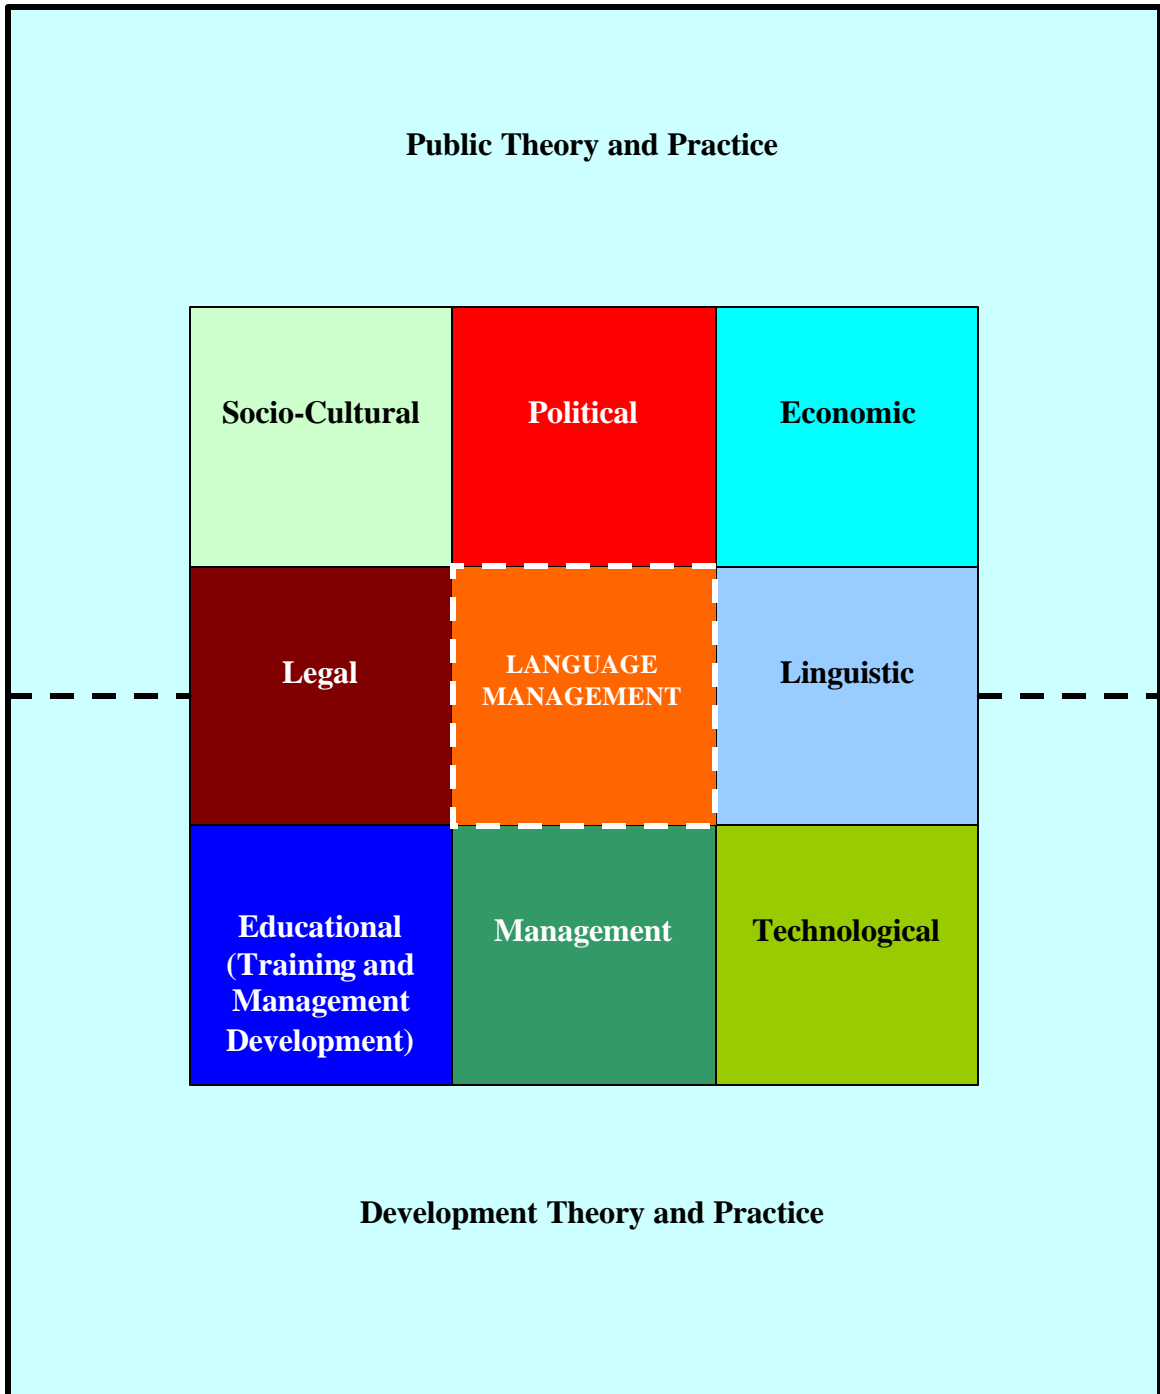 Public Theory and Practice
Socio-Cultural
Political
Economic
Legal
LANGUAGE
MANAGEMENT
Linguistic
Educational
(Training and
Management
Development)
Management
Technological
Development Theory and Practice